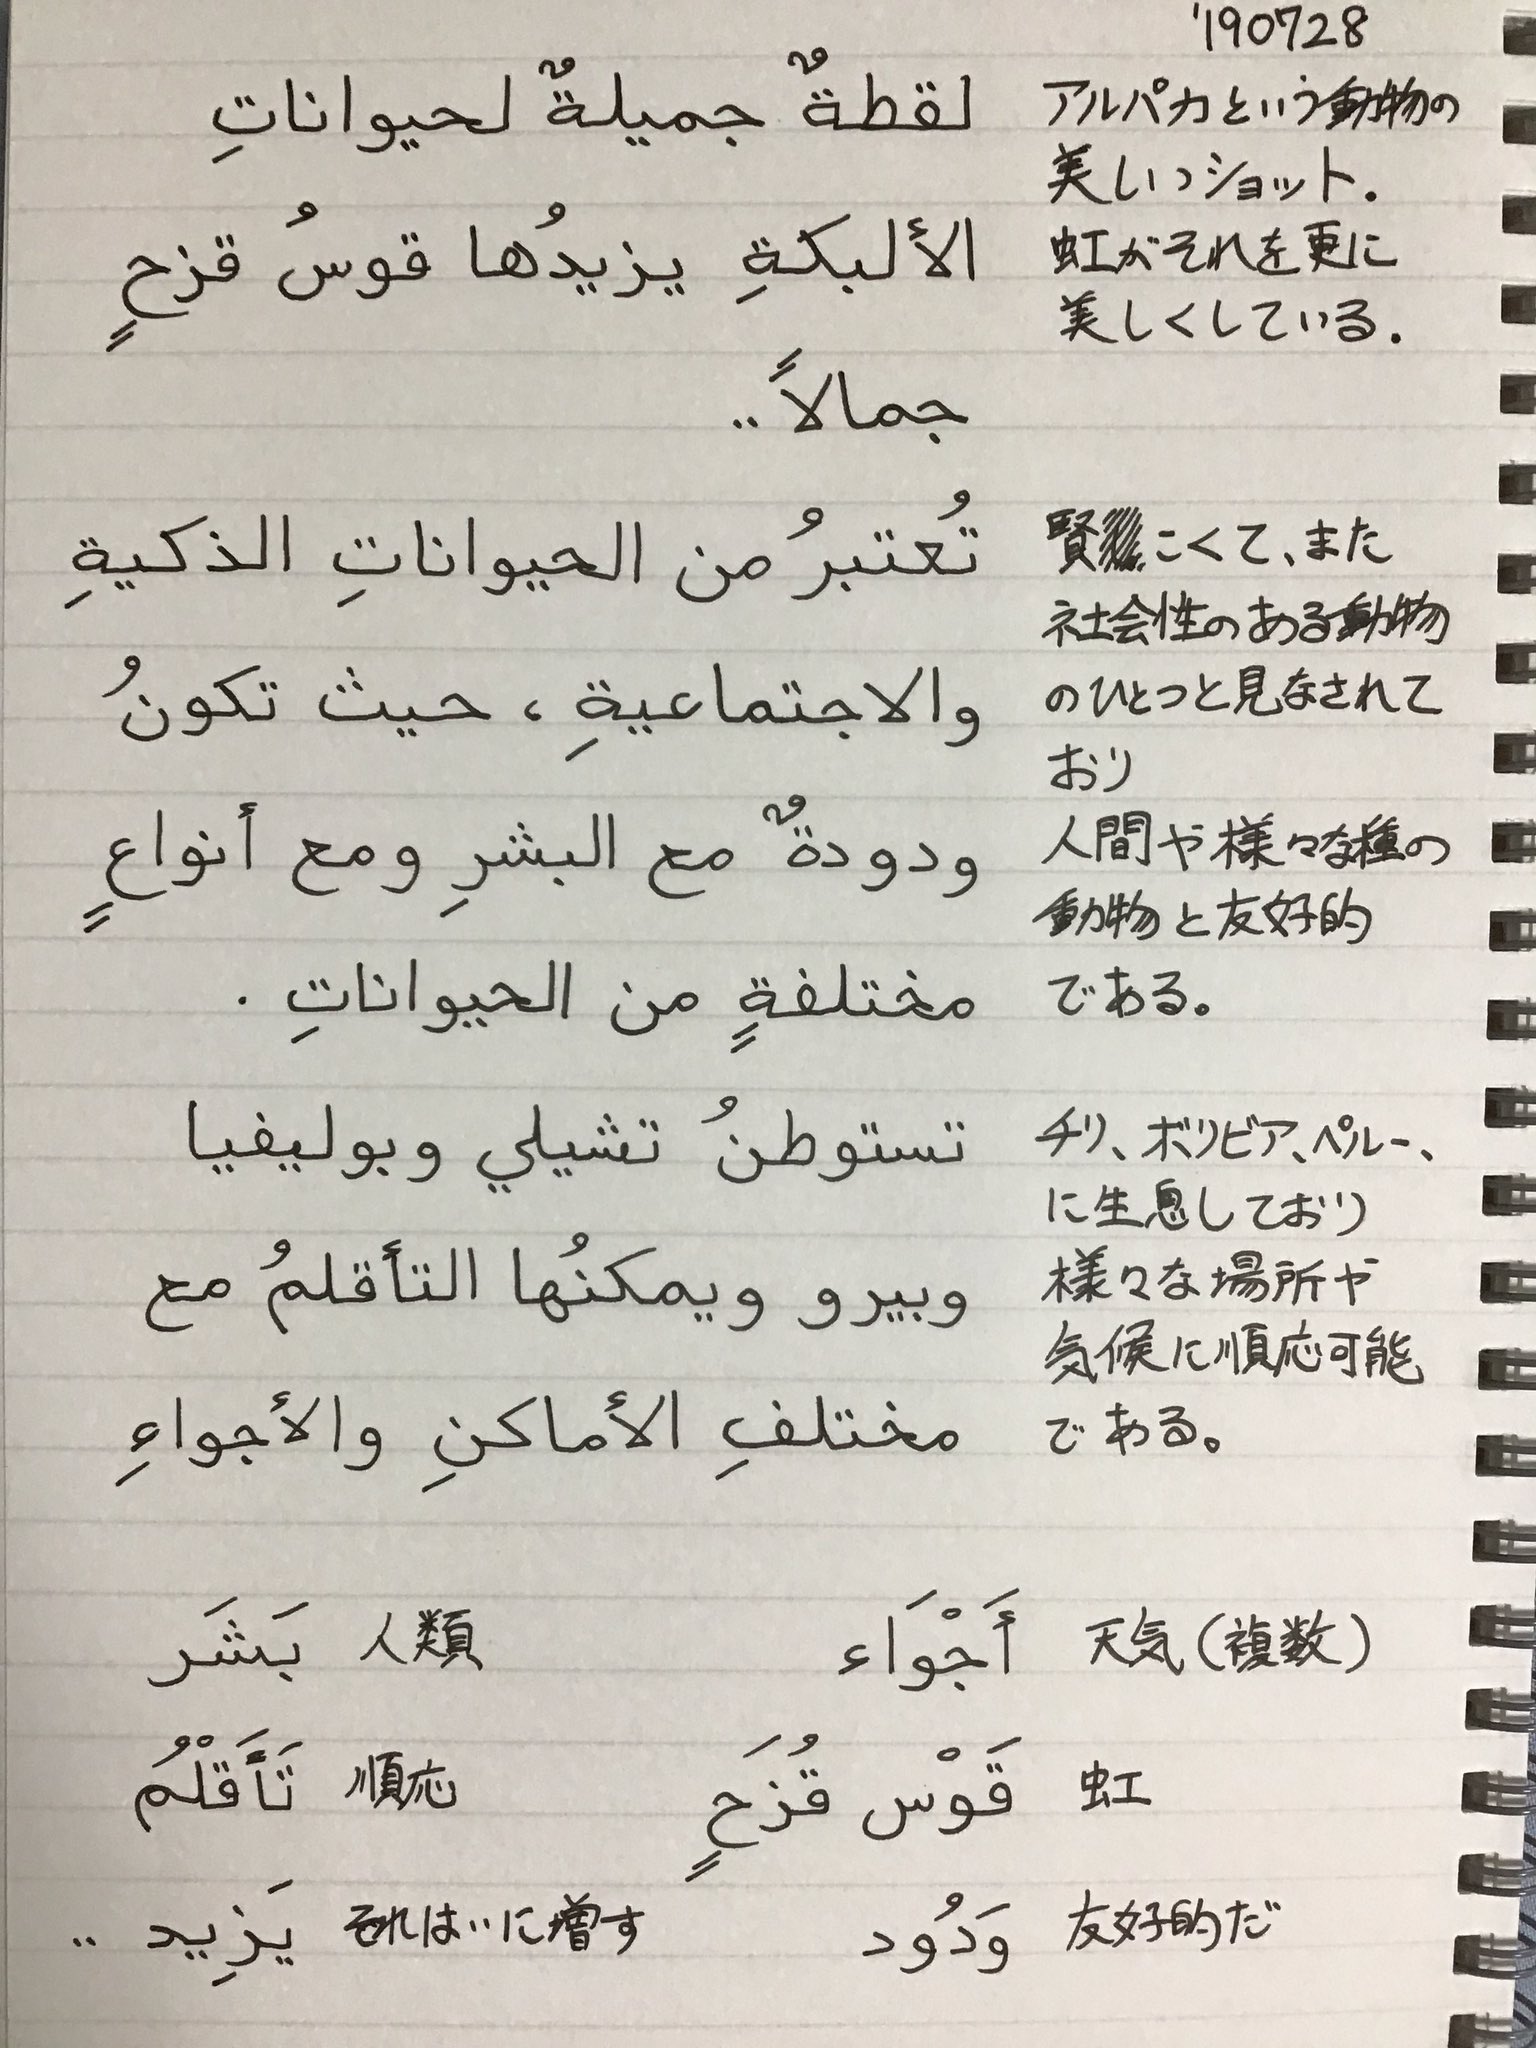 '190728
لقطةٌ جميلةٌ لحيواناتِ
アルパカという動物の
美しいショット.
الألبكةِ يزيدُها قوسُ قزحٍ
虹がそれを更に
美しくしている.
جمالاً..
تُعتبرُ من الحيواناتِ الذكيةِ
賢こくて、また
社会性のある動物
والاجتماعيةِ ، حيث تكونُ
のひとつと見なされて
おり
ودودةٌ مع البشرِ ومع أنواعٍ
人間や様々な種の
動物と友好的
مختلفةٍ من الحيواناتِ .
である。
تستوطنُ تشيلي وبوليفيا
チリ、ボリビア、ペルー、
に生息しており
وبيرو ويمكنُها التأقلمُ مع
様々な場所や
気候に順応可能
مختلفِ الأماكنِ والأجواءِ
である。
أَجْوَاء 天気(複数)
بَشَر 人類
قَوْس قُزَحٍ 虹
تَأَقْلُم 順応
وَدُود 友好的だ
يَزِيد .. それは‥に増す